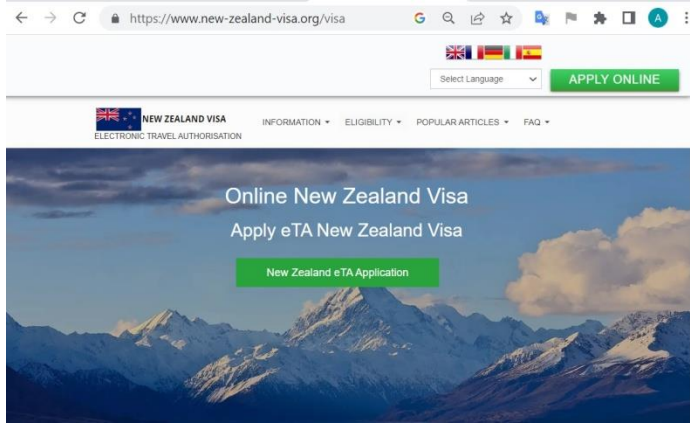 https://www.new-zealand-visa.org/visa
A
Select Language
APPLY ONLINE
NEW ZEALAND VISA
ELECTRONIC TRAVEL AUTHORISATION
INFORMATION
ELIGIBILITY
POPULAR ARTICLES
FAQ
Online New Zealand Visa
Apply eTA New Zealand Visa
New Zealand eTA Application